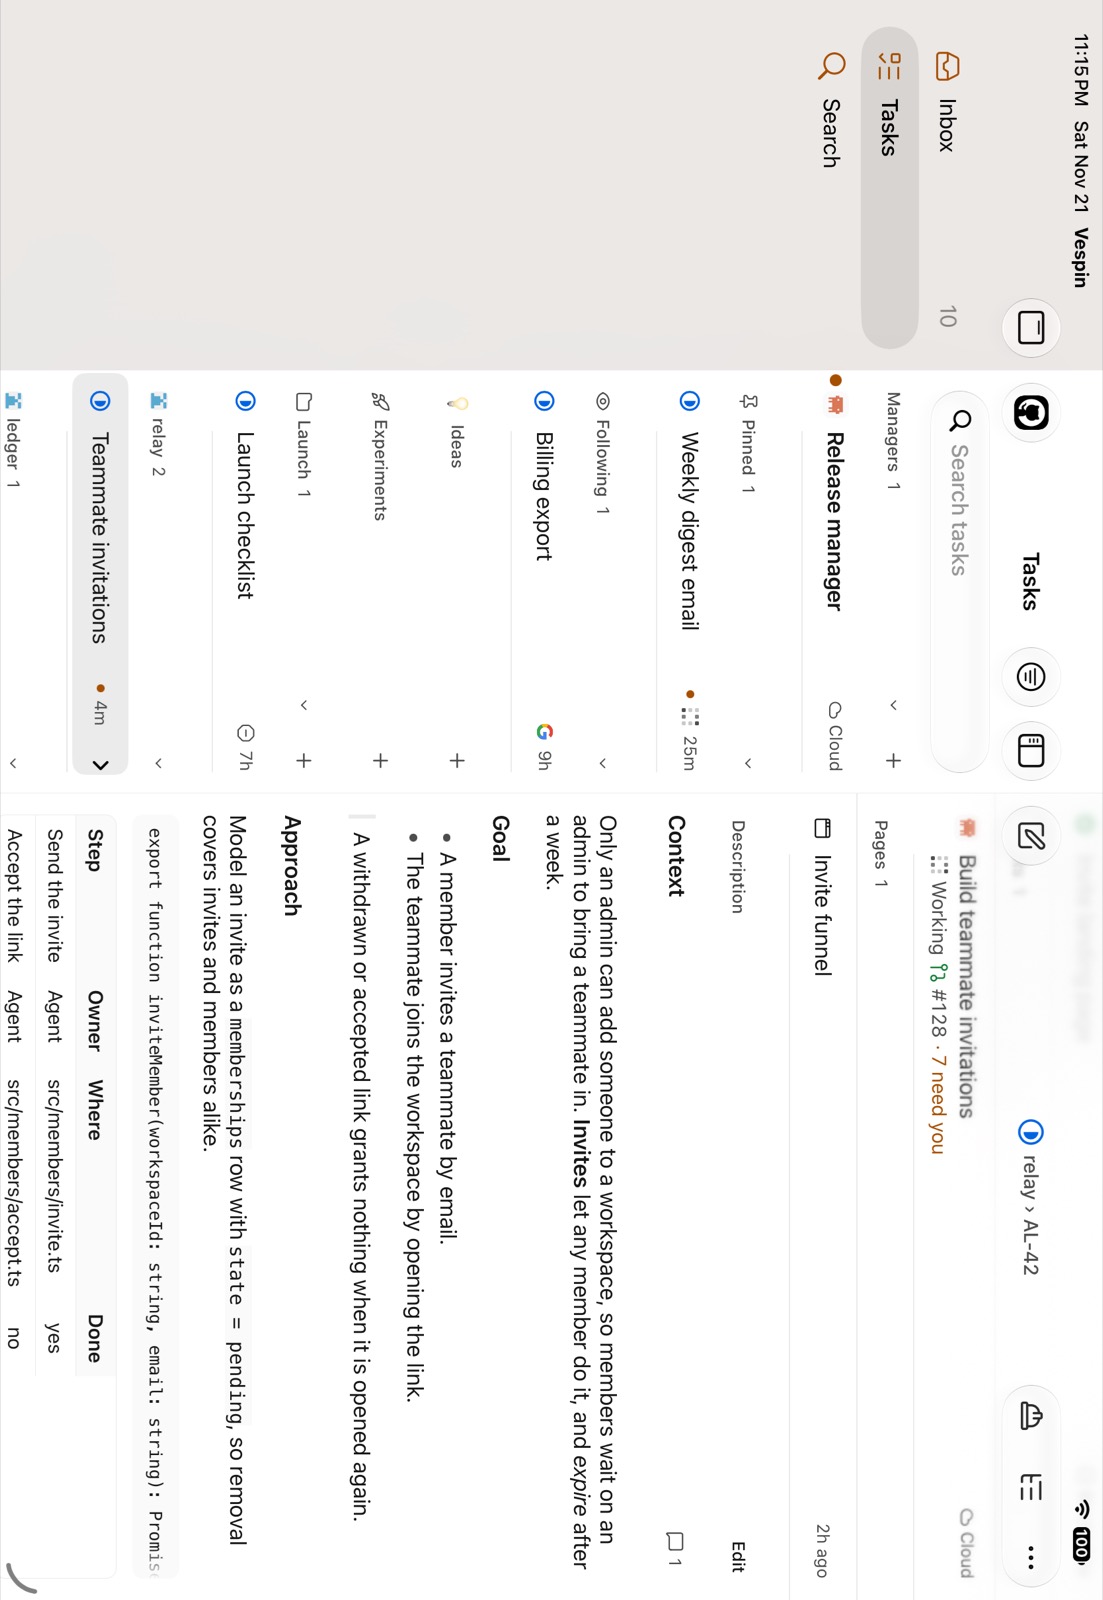 11:15 PM Sat Nov 21 Vespin
100
Inbox 10
Tasks
Search
Tasks
Search tasks
Managers 1
Release manager Cloud
Pinned 1
Weekly digest email 25m
Following 1
Billing export 9h
Ideas
Experiments
Launch 1
Launch checklist 7h
relay 2
Teammate invitations 4m
ledger 1
Invite landing page
relay › AL-42
Build teammate invitations Cloud
Working #128 · 7 need you
Pages 1
Invite funnel 2h ago
Description Edit
Context 1
Only an admin can add someone to a workspace, so members wait on an
admin to bring a teammate in. Invites let any member do it, and expire after
a week.
Goal
• A member invites a teammate by email.
• The teammate joins the workspace by opening the link.
A withdrawn or accepted link grants nothing when it is opened again.
Approach
Model an invite as a memberships row with state = pending, so removal
covers invites and members alike.
export function inviteMember(workspaceId: string, email: string): Promis
Step Owner Where Done
Send the invite Agent src/members/invite.ts yes
Accept the link Agent src/members/accept.ts no